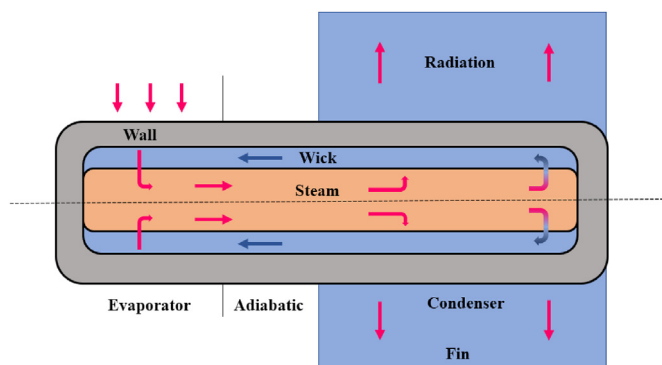 Radiation
Wall
Wick
Steam
Evaporator
Adiabatic
Condenser
Fin